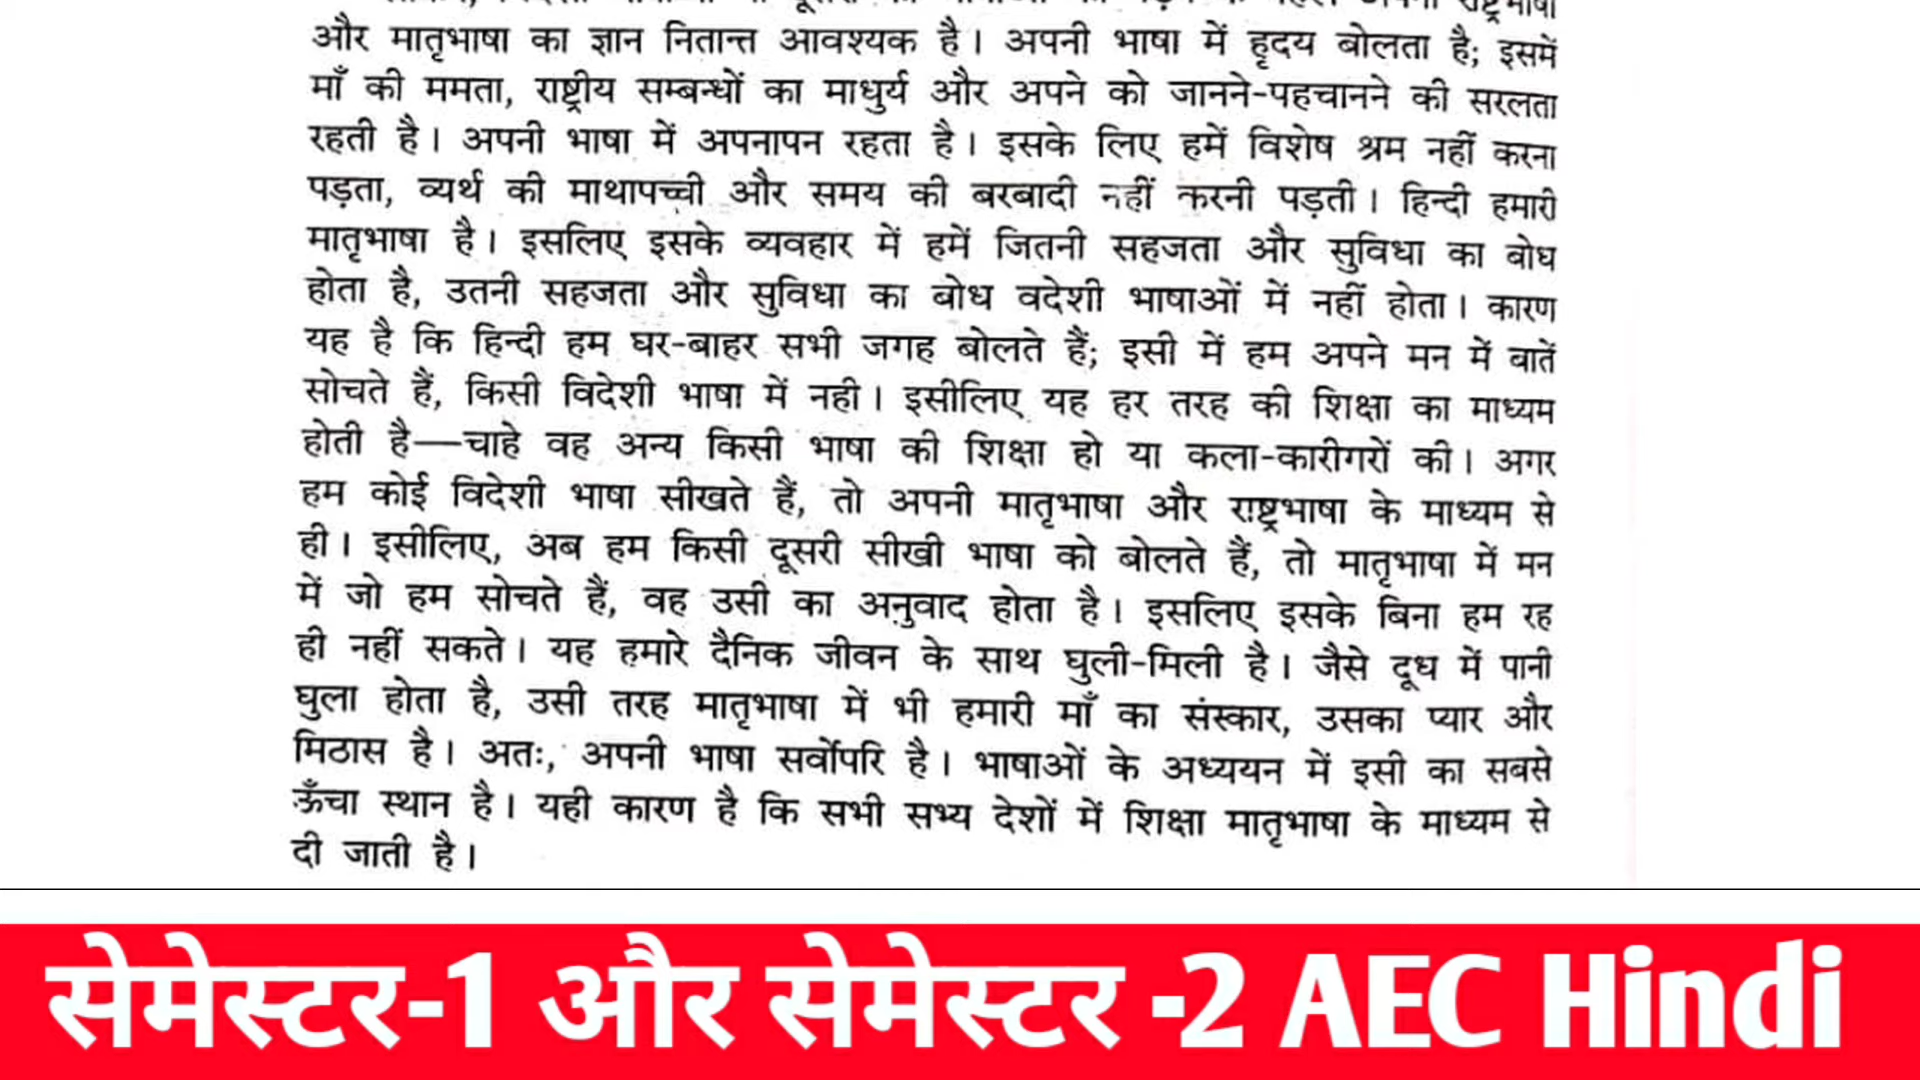 और मातृभाषा का ज्ञान नितान्त आवश्यक है। अपनी भाषा में हृदय बोलता है; इसमें
माँ की ममता, राष्ट्रीय सम्बन्धों का माधुर्य और अपने को जानने-पहचानने की सरलता
रहती है। अपनी भाषा में अपनापन रहता है। इसके लिए हमें विशेष श्रम नहीं करना
पड़ता, व्यर्थ की माथापच्ची और समय की बरबादी नहीं करनी पड़ती। हिन्दी हमारी
मातृभाषा है। इसलिए इसके व्यवहार में हमें जितनी सहजता और सुविधा का बोध
होता है, उतनी सहजता और सुविधा का बोध वदेशी भाषाओं में नहीं होता। कारण
यह है कि हिन्दी हम घर-बाहर सभी जगह बोलते हैं; इसी में हम अपने मन में बातें
सोचते हैं, किसी विदेशी भाषा में नही। इसीलिए यह हर तरह की शिक्षा का माध्यम
होती है—चाहे वह अन्य किसी भाषा की शिक्षा हो या कला-कारीगरों की। अगर
हम कोई विदेशी भाषा सीखते हैं, तो अपनी मातृभाषा और राष्ट्रभाषा के माध्यम से
ही। इसीलिए, अब हम किसी दूसरी सीखी भाषा को बोलते हैं, तो मातृभाषा में मन
में जो हम सोचते हैं, वह उसी का अनुवाद होता है। इसलिए इसके बिना हम रह
ही नहीं सकते। यह हमारे दैनिक जीवन के साथ घुली-मिली है। जैसे दूध में पानी
घुला होता है, उसी तरह मातृभाषा में भी हमारी माँ का संस्कार, उसका प्यार और
मिठास है। अतः, अपनी भाषा सर्वोपरि है। भाषाओं के अध्ययन में इसी का सबसे
ऊँचा स्थान है। यही कारण है कि सभी सभ्य देशों में शिक्षा मातृभाषा के माध्यम से
दी जाती है।
सेमेस्टर-1 और सेमेस्टर -2 AEC Hindi